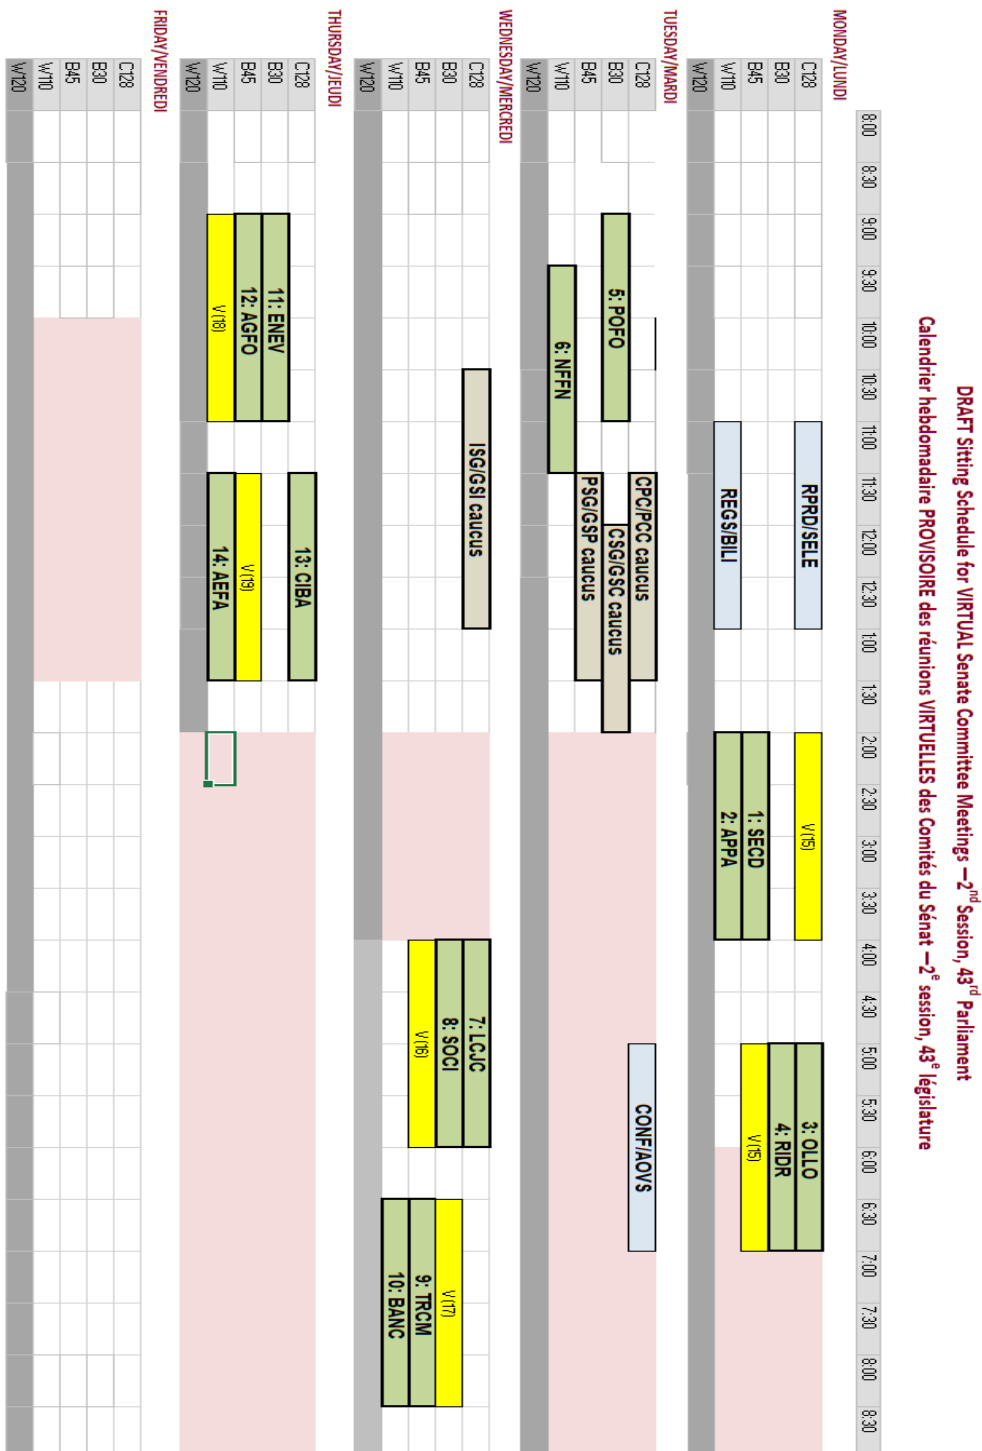 DRAFT Sitting Schedule for VIRTUAL Senate Committee Meetings – 2nd Session, 43rd Parliament
Calendrier hebdomadaire PROVISOIRE des réunions VIRTUELLES des Comités du Sénat – 2e session, 43e législature
8:00 8:30 9:00 9:30 10:00 10:30 11:00 11:30 12:00 12:30 1:00 1:30 2:00 2:30 3:00 3:30 4:00 4:30 5:00 5:30 6:00 6:30 7:00 7:30 8:00 8:30
MONDAY/LUNDI
C128 RPRD/SELE V (15) 3: OLLO
B30 4: RIDR
B45 1: SECD V (15)
W110 REGS/BILI 2: APPA
W120
TUESDAY/MARDI
C128 CPC/PCC caucus CONF/AOVS
B30 5: POFO CSG/GSC caucus
B45 PSG/GSP caucus
W110 6: NFFN
W120
WEDNESDAY/MERCREDI
C128 ISG/GSI caucus 7: LCJC
B30 8: SOCI V (17)
B45 V (16) 9: TRCM
W110 10: BANC
W120
THURSDAY/JEUDI
C128 13: CIBA
B30 11: ENEV
B45 12: AGFO V (19)
W110 V (18) 14: AEFA
W120
FRIDAY/VENDREDI
C128
B30
B45
W110
W120